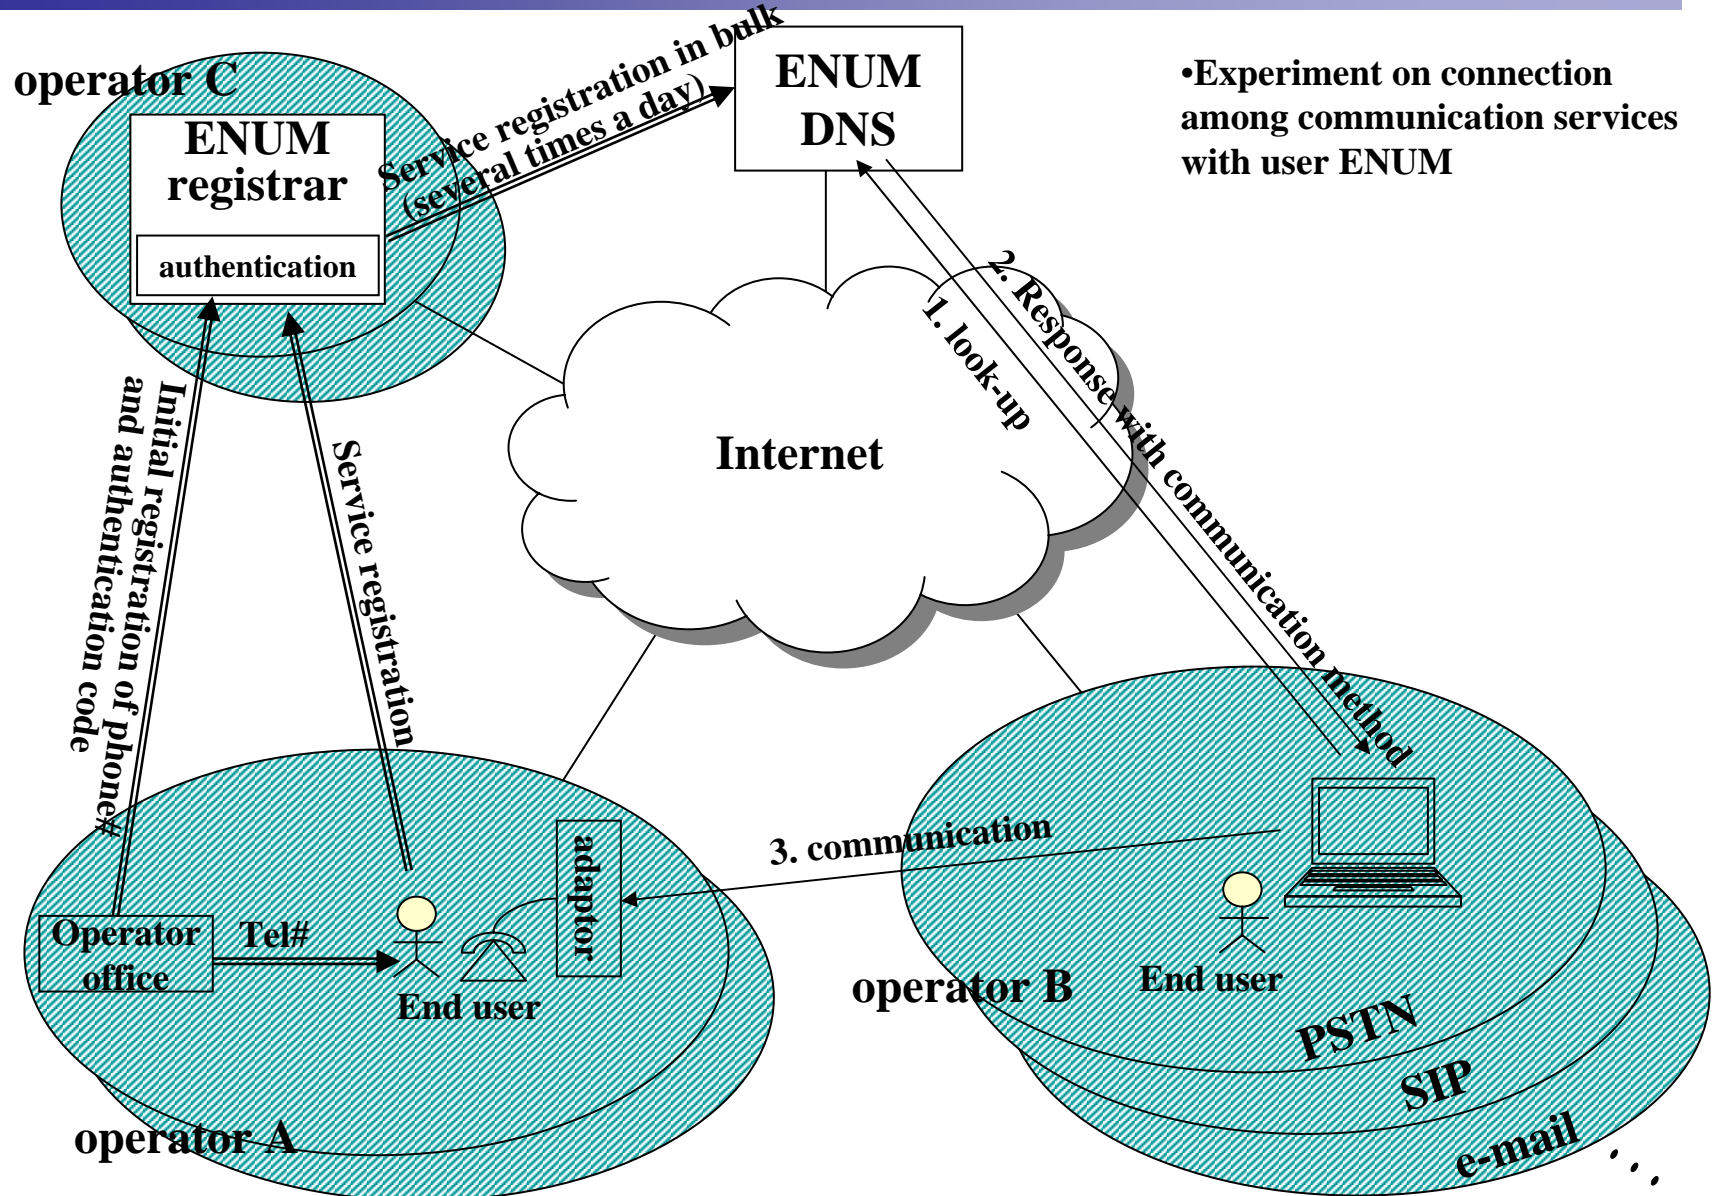 operator C
ENUM
registrar
authentication
Service registration in bulk
(several times a day)
ENUM
DNS
•Experiment on connection
among communication services
with user ENUM
2. Response with communication method
1. look-up
Internet
Initial registration of phone#
and authentication code
Service registration
3. communication
adaptor
Operator
office
Tel#
End user
operator A
operator B
End user
PSTN
SIP
e-mail
. . .